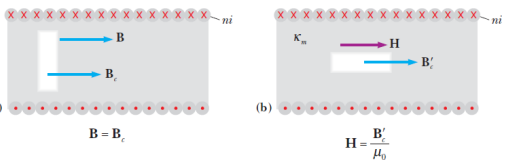 ni
B
B_c
B = B_c
κ_m
ni
H
B′_c
(b)
H = B′_c / μ_0